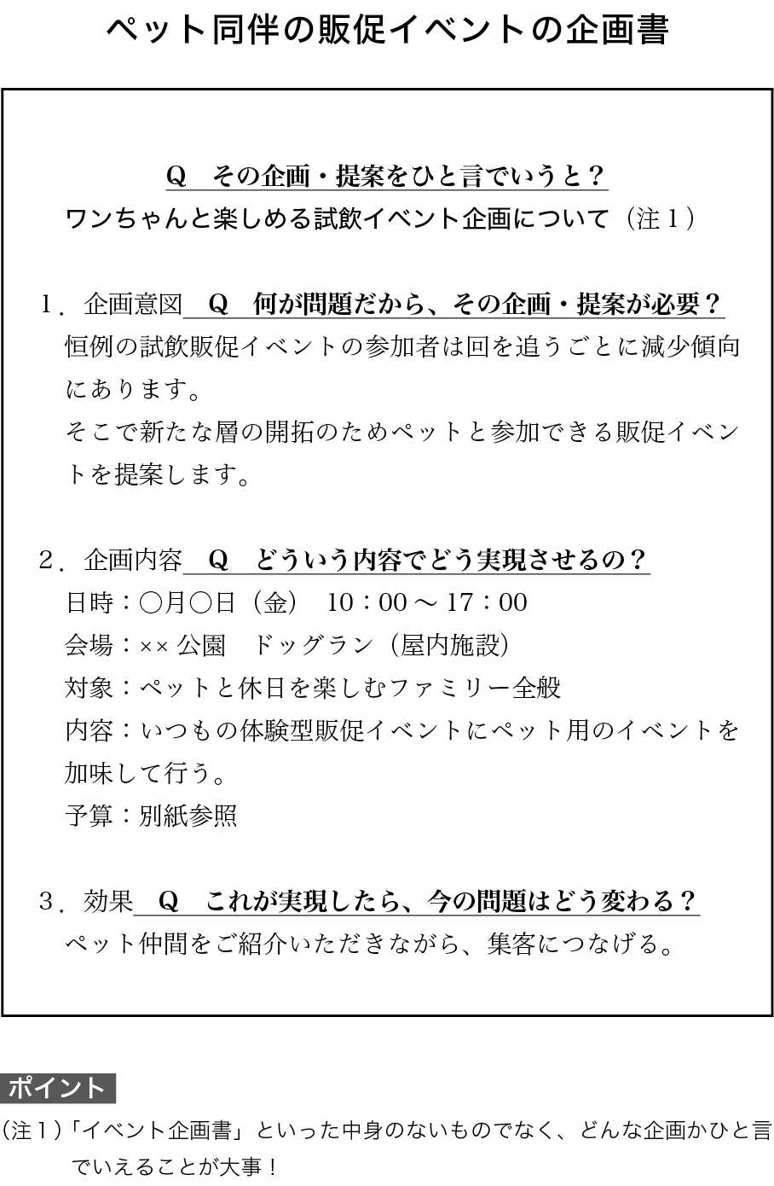 ペット同伴の販促イベントの企画書
Q　その企画・提案をひと言でいうと？
ワンちゃんと楽しめる試飲イベント企画について（注１）
１．企画意図　Q　何が問題だから、その企画・提案が必要？
恒例の試飲販促イベントの参加者は回を追うごとに減少傾向
にあります。
そこで新たな層の開拓のためペットと参加できる販促イベン
トを提案します。
２．企画内容　Q　どういう内容でどう実現させるの？
日時：〇月〇日（金）　10：00 〜 17：00
会場：×× 公園　ドッグラン（屋内施設）
対象：ペットと休日を楽しむファミリー全般
内容：いつもの体験型販促イベントにペット用のイベントを
加味して行う。
予算：別紙参照
３．効果　Q　これが実現したら、今の問題はどう変わる？
ペット仲間をご紹介いただきながら、集客につなげる。
ポイント
（注１）「イベント企画書」といった中身のないものでなく、どんな企画かひと言
でいえることが大事！